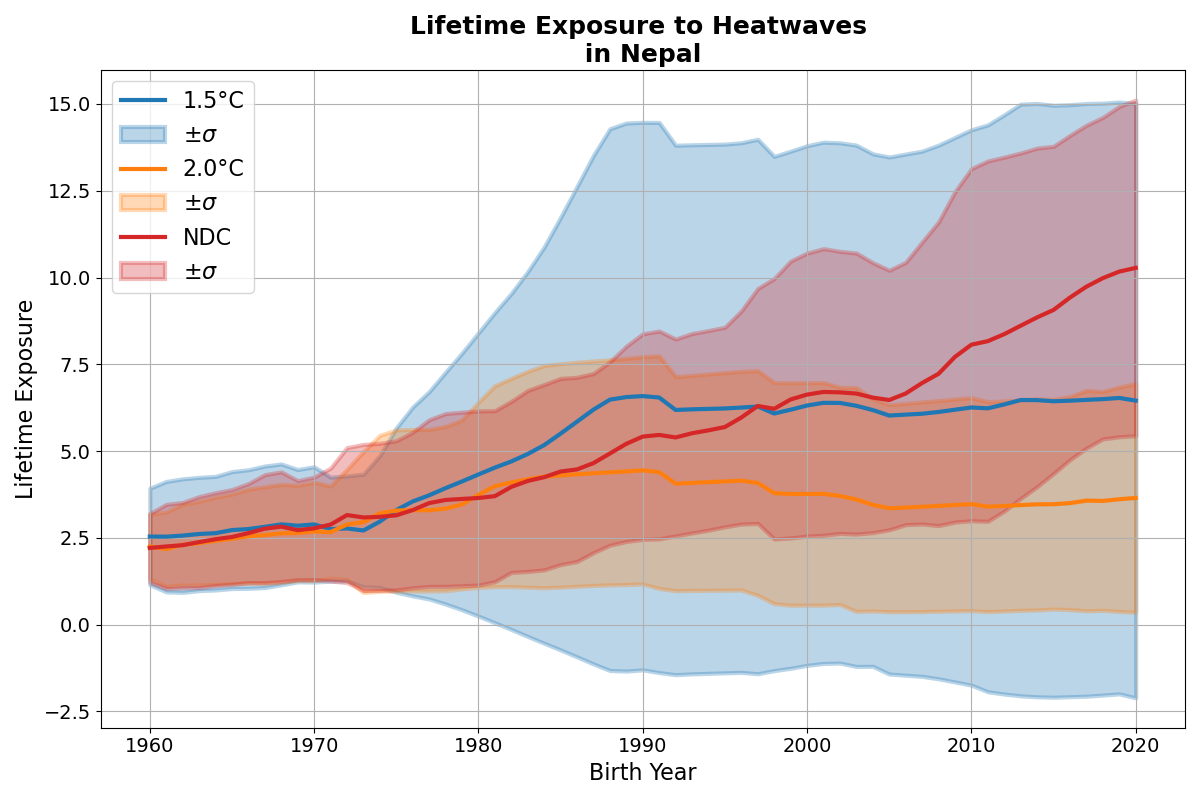 Lifetime Exposure to Heatwaves
in Nepal
1.5°C
±σ
2.0°C
±σ
NDC
±σ
Lifetime Exposure
15.0
12.5
10.0
7.5
5.0
2.5
0.0
−2.5
1960
1970
1980
1990
2000
2010
2020
Birth Year